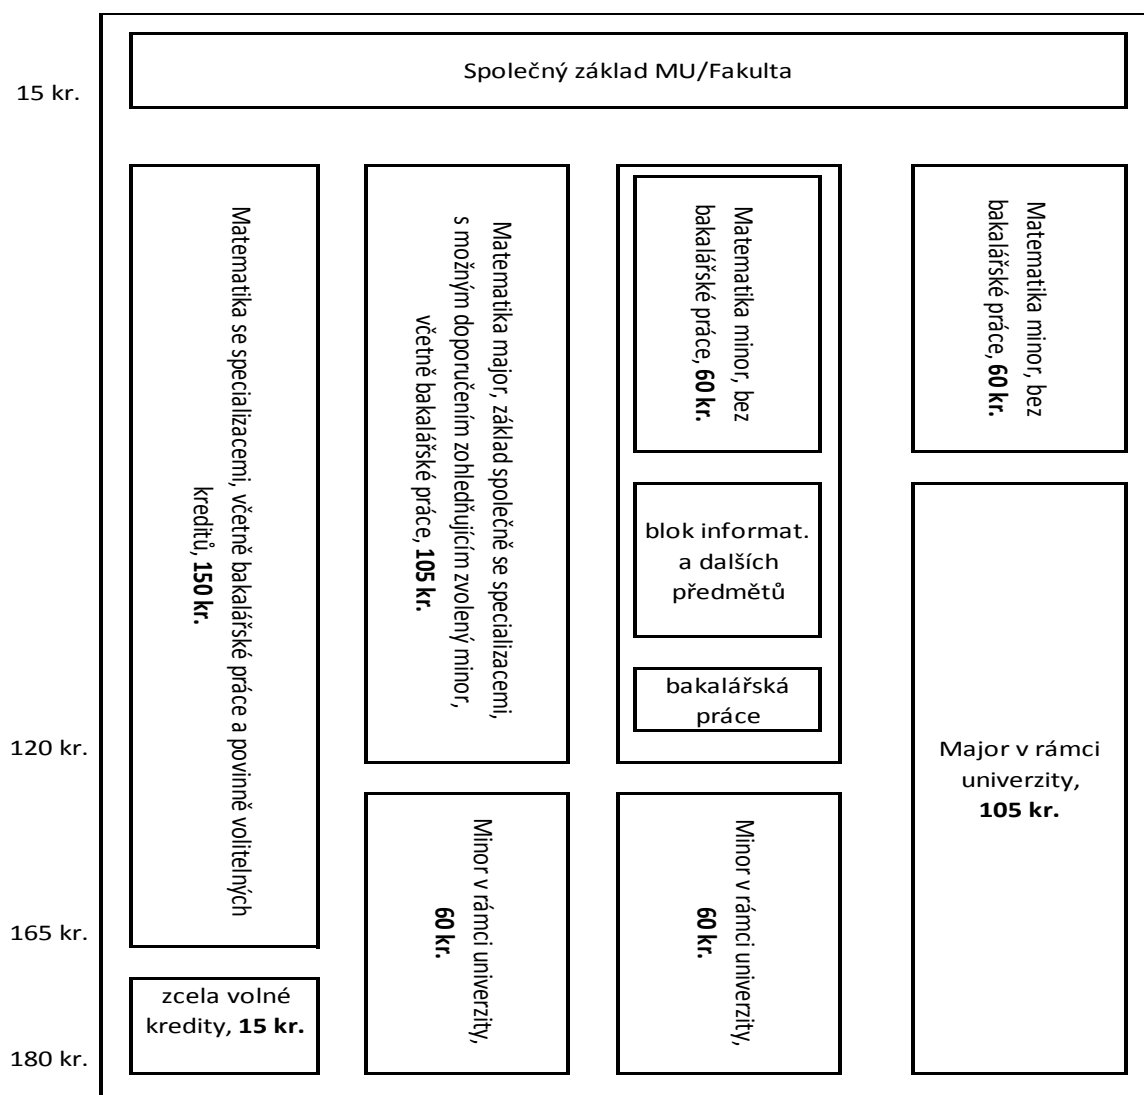 Společný základ MU/Fakulta
15 kr.
Matematika se specializacemi, včetně bakalářské práce a povinně volitelných
kreditů, 150 kr.
Matematika major, základ společně se specializacemi,
s možným doporučením zohledňujícím zvolený minor,
včetně bakalářské práce, 105 kr.
Matematika minor, bez
bakalářské práce, 60 kr.
Matematika minor, bez
bakalářské práce, 60 kr.
blok informat.
a dalších
předmětů
bakalářská
práce
120 kr.
Major v rámci
univerzity,
105 kr.
Minor v rámci univerzity,
60 kr.
Minor v rámci univerzity,
60 kr.
165 kr.
zcela volné
kredity, 15 kr.
180 kr.